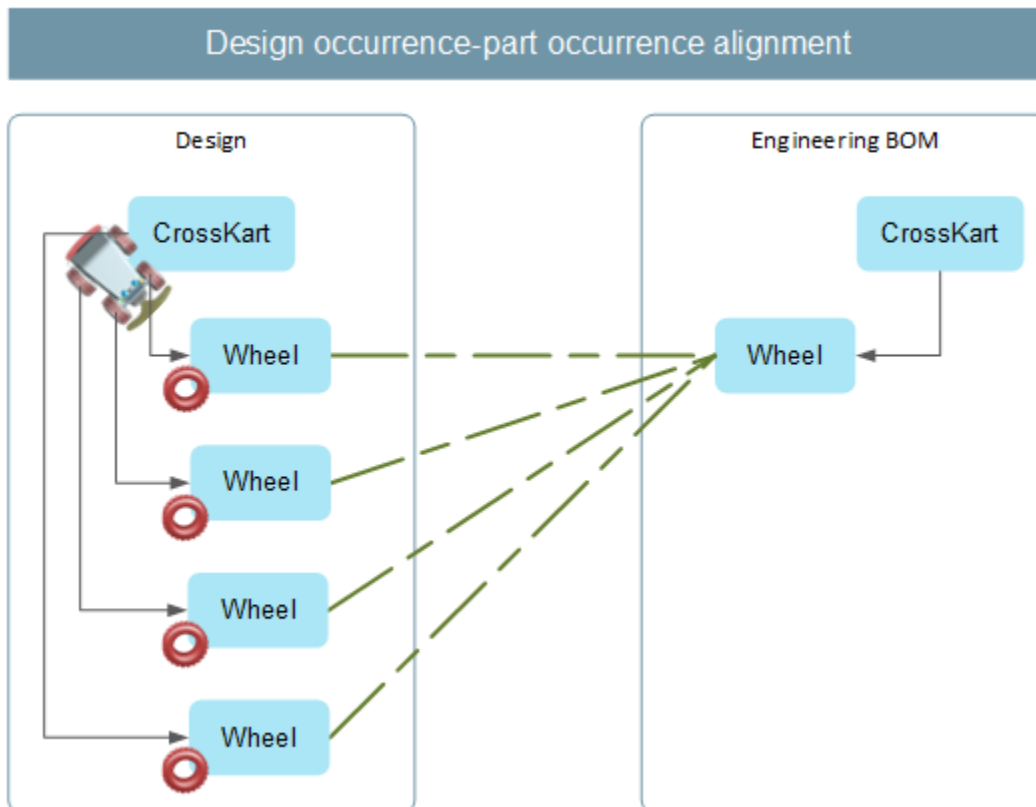 Design occurrence-part occurrence alignment
Design
Engineering BOM
CrossKart
CrossKart
Wheel
Wheel
Wheel
Wheel
Wheel